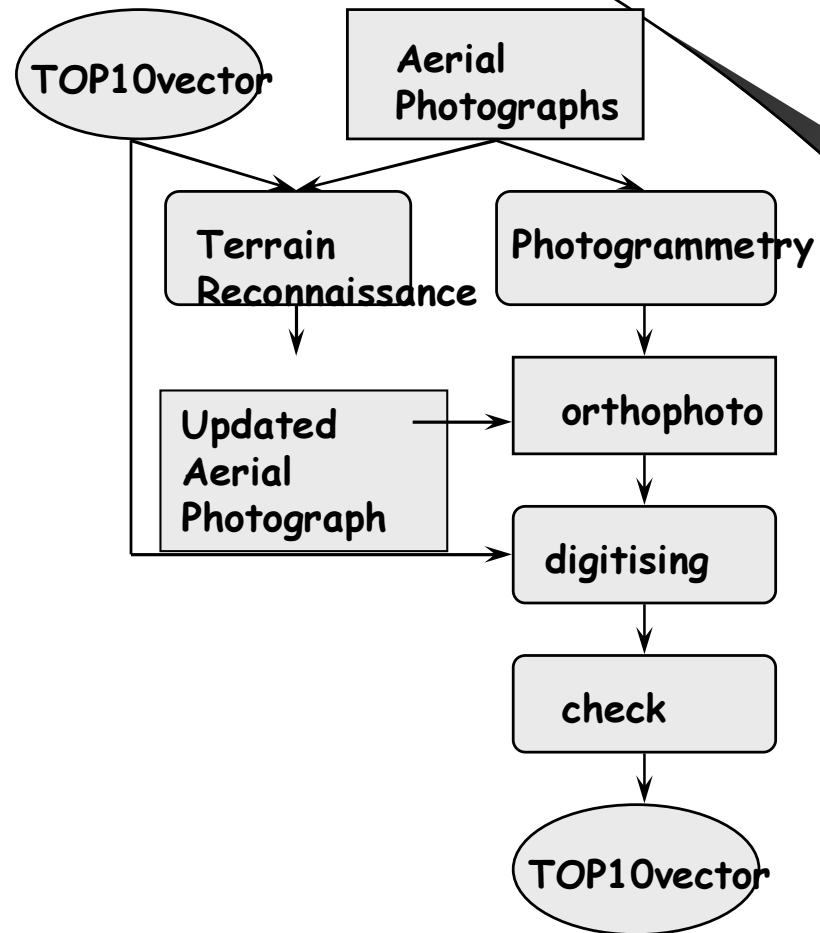 TOP10vector
Aerial
Photographs
Terrain
Reconnaissance
Photogrammetry
Updated
Aerial
Photograph
orthophoto
digitising
check
TOP10vector